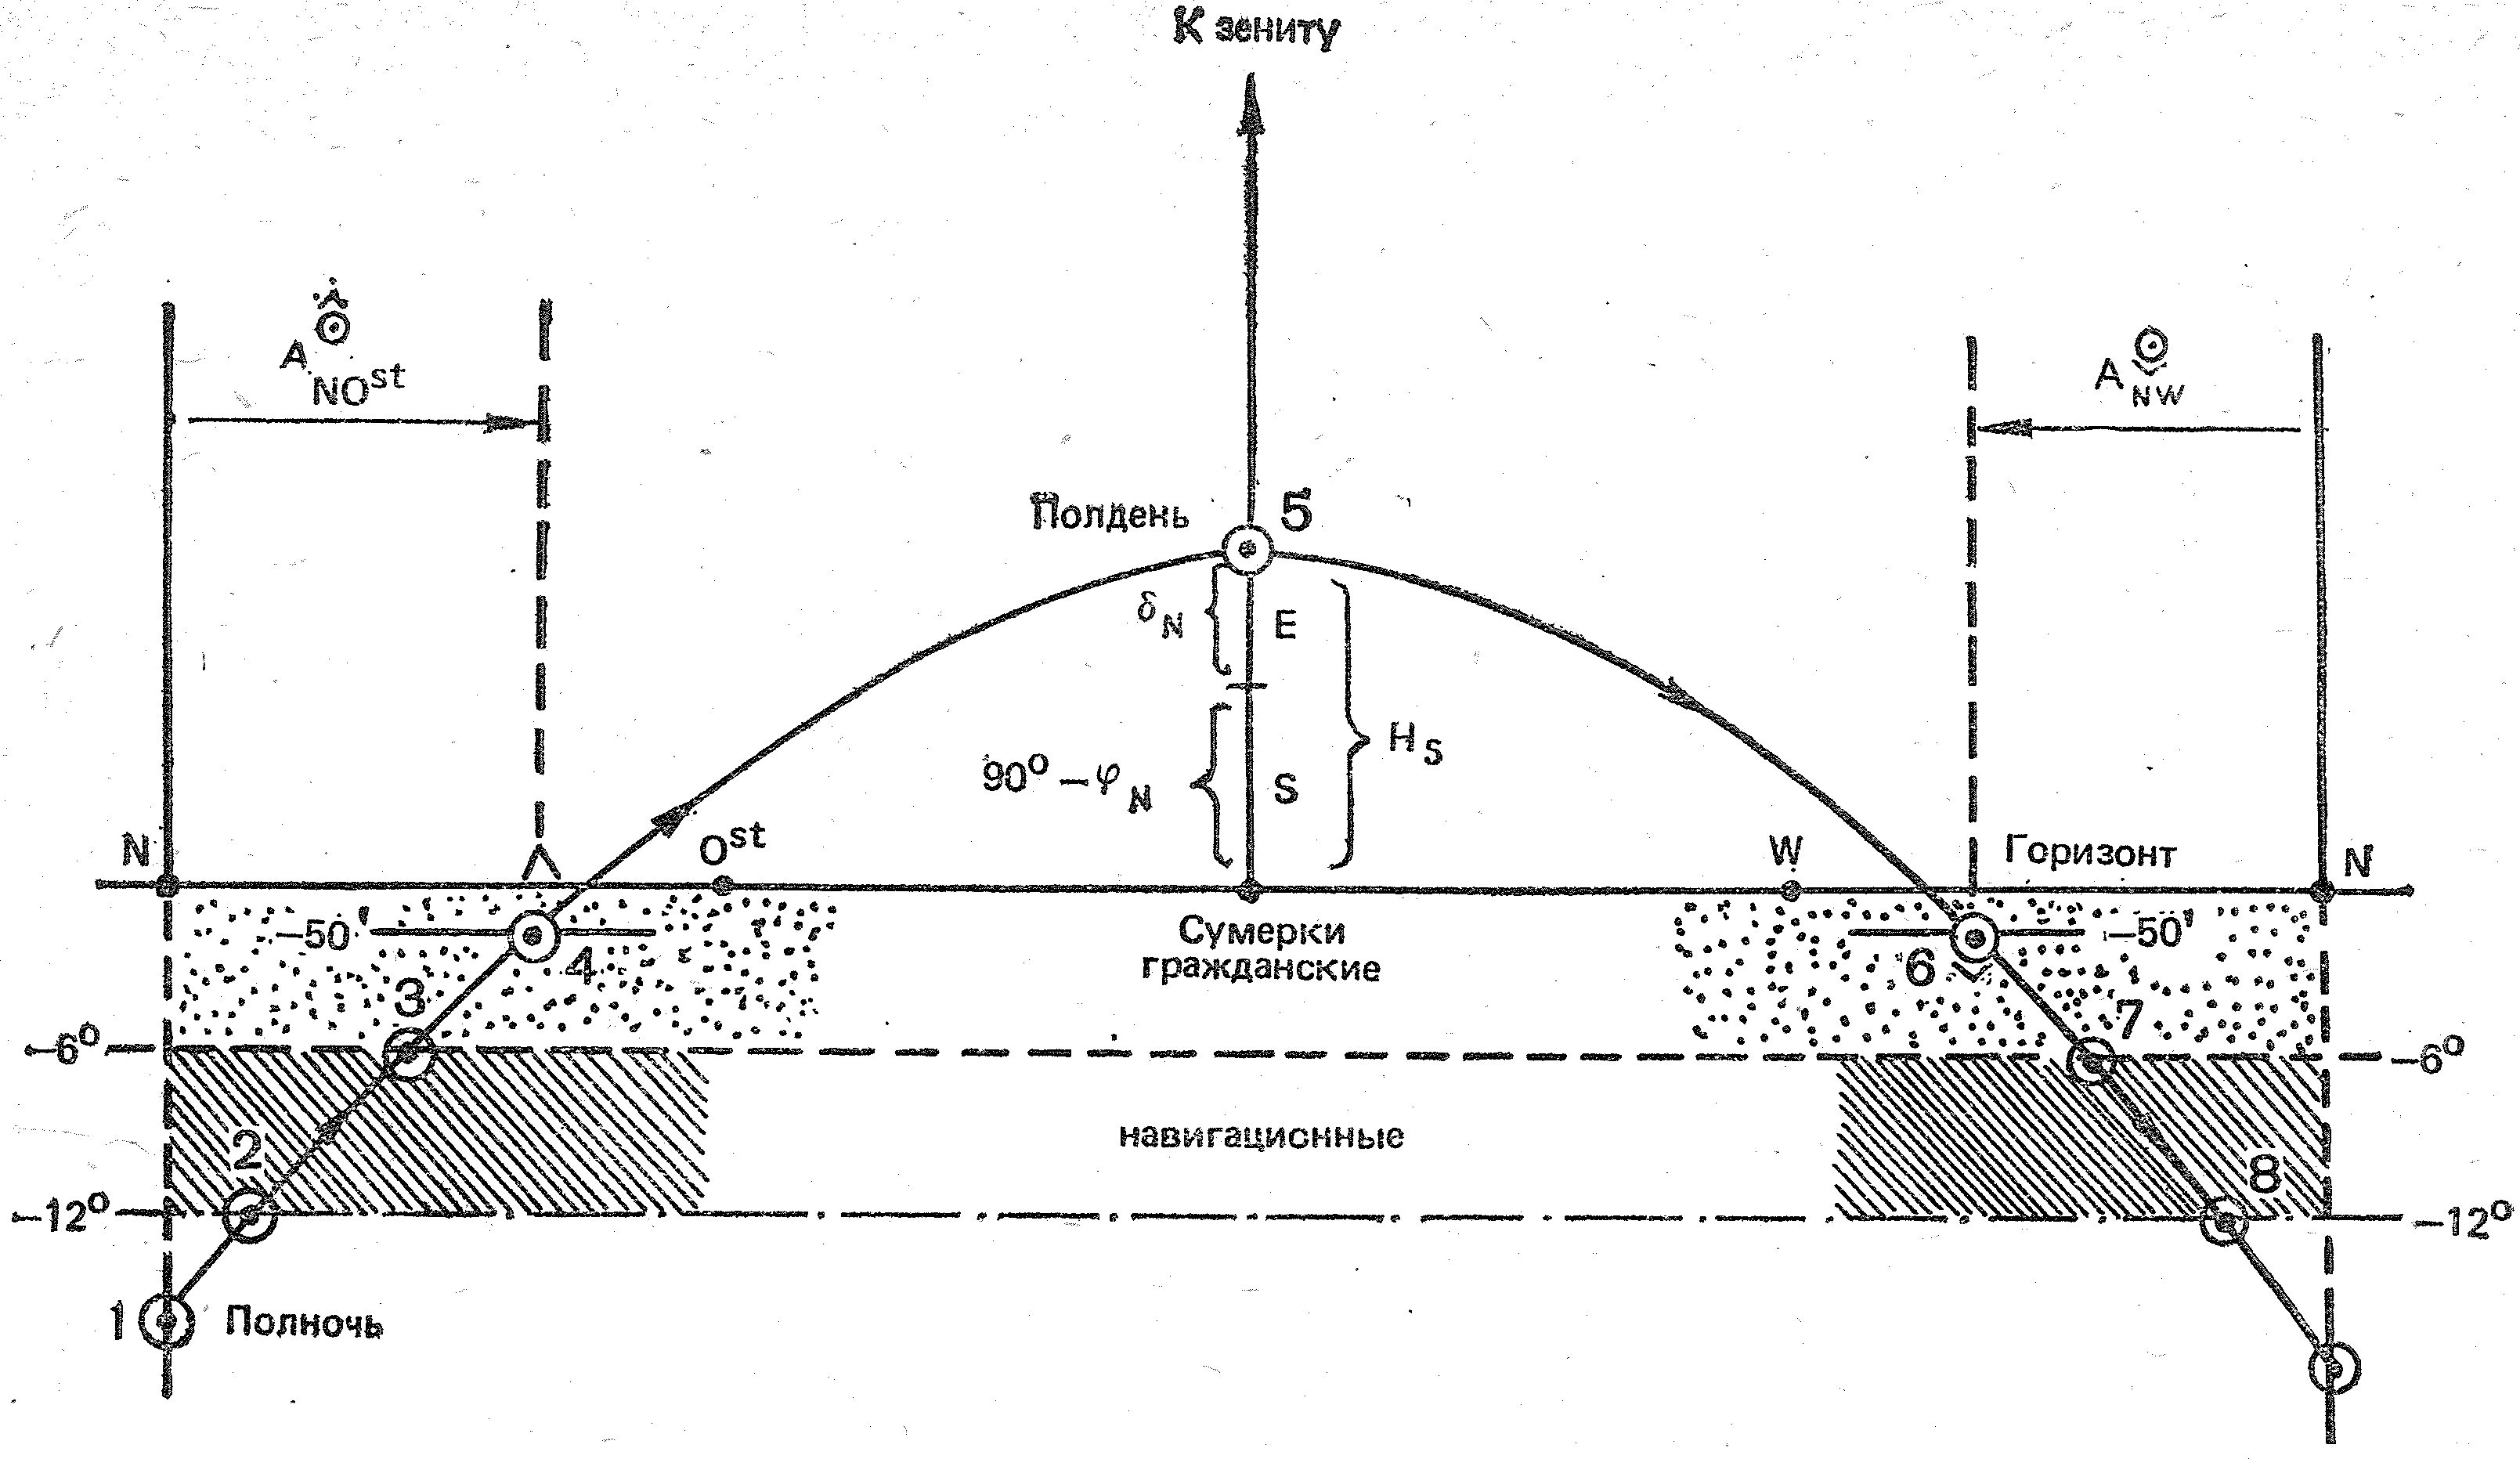 К зениту
A ☉ NOst
A ☉ NW
Полдень 5
δN E
HS
90° – φN S
N Ost W Горизонт N
–50' Сумерки –50'
4 гражданские 6
3 7
–6° –6°
2 навигационные 8
–12° –12°
1 Полночь